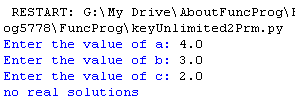 RESTART: G:\My Drive\AboutFuncProg\
og5778\FuncProg\keyUnlimited2Prm.py
Enter the value of a: 4.0
Enter the value of b: 3.0
Enter the value of c: 2.0
no real solutions